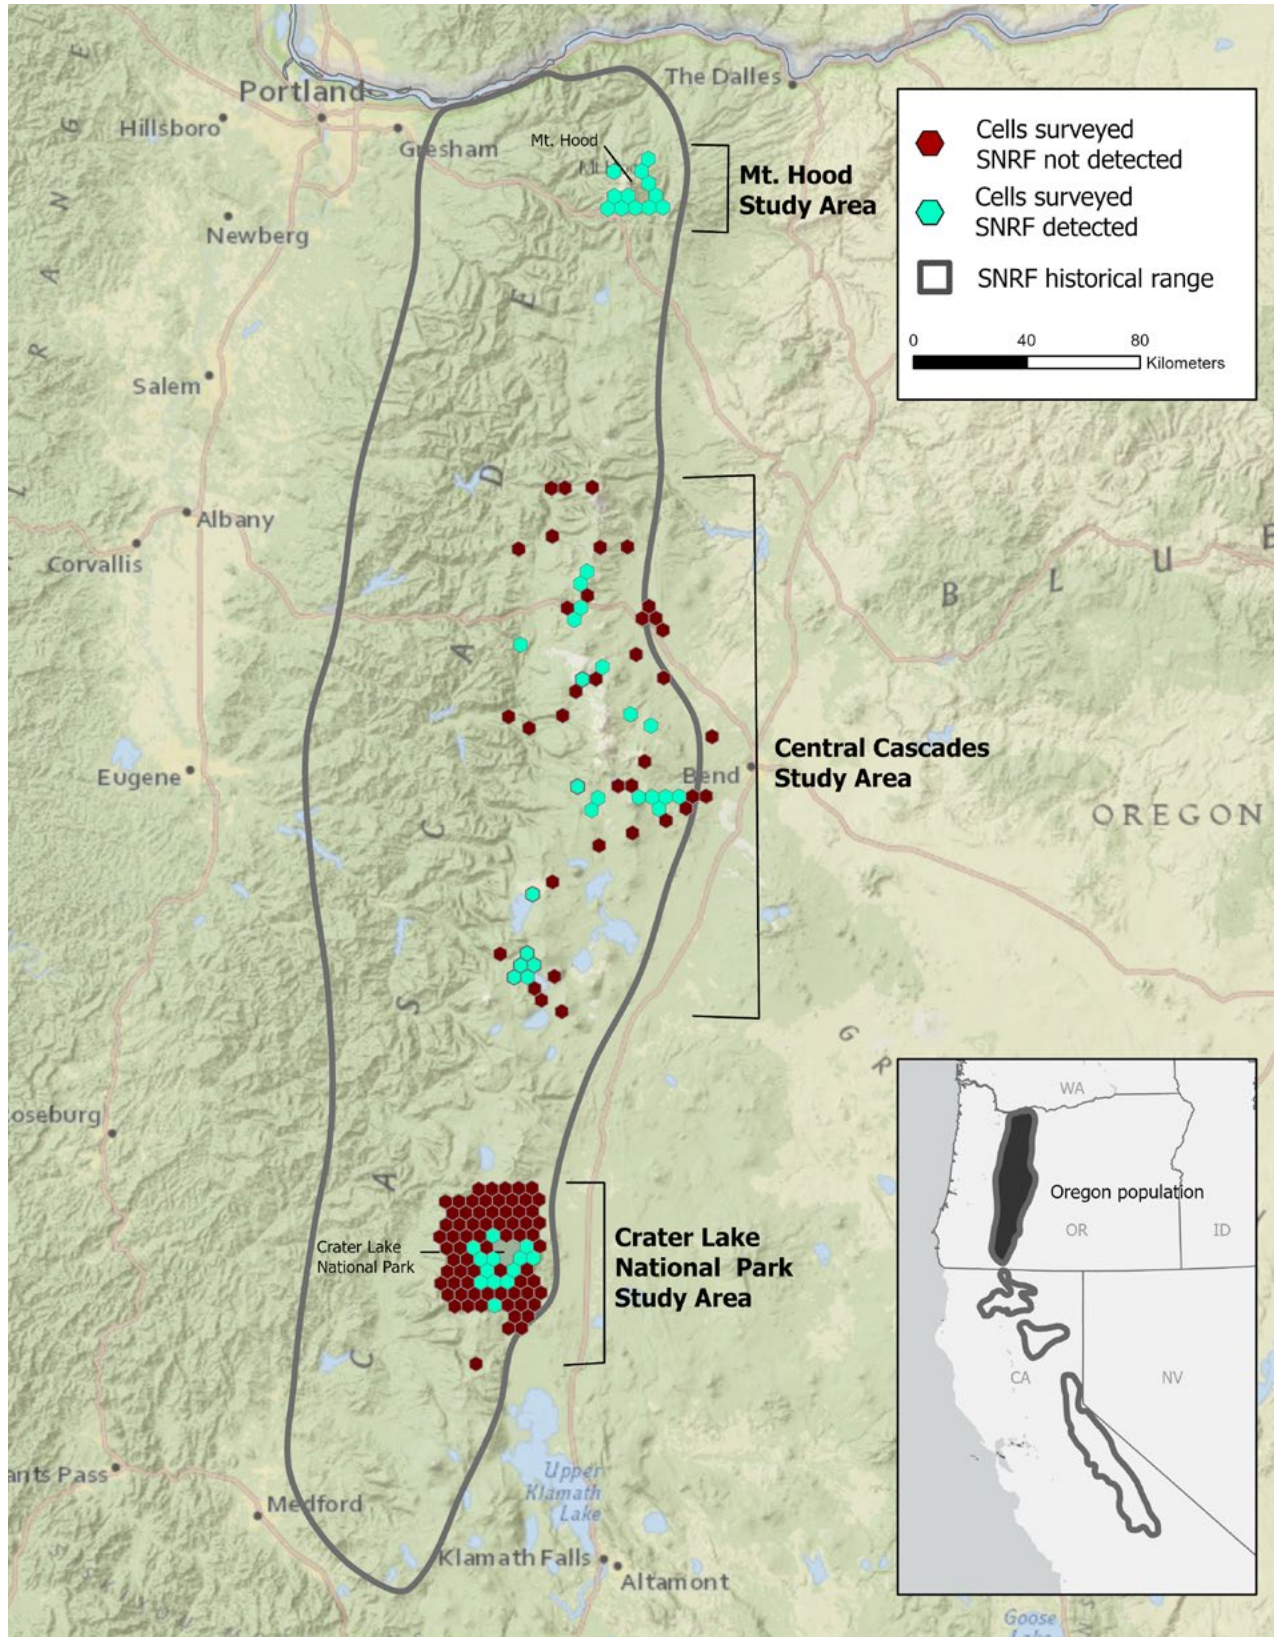 Portland
The Dalles
Hillsboro
Gresham
Mt. Hood
Newberg
Mt. Hood
Study Area
Cells surveyed
SNRF not detected
Cells surveyed
SNRF detected
SNRF historical range
0 40 80
Kilometers
Salem
Albany
Corvallis
Eugene
Bend
Central Cascades
Study Area
OREGON
C A S C A D E
R A N G E
B L U E
G R
oseburg
Crater Lake
National Park
Crater Lake
National Park
Study Area
ants Pass
Medford
Upper
Klamath
Lake
Klamath Falls
Altamont
Goose
WA
Oregon population
OR
ID
CA
NV